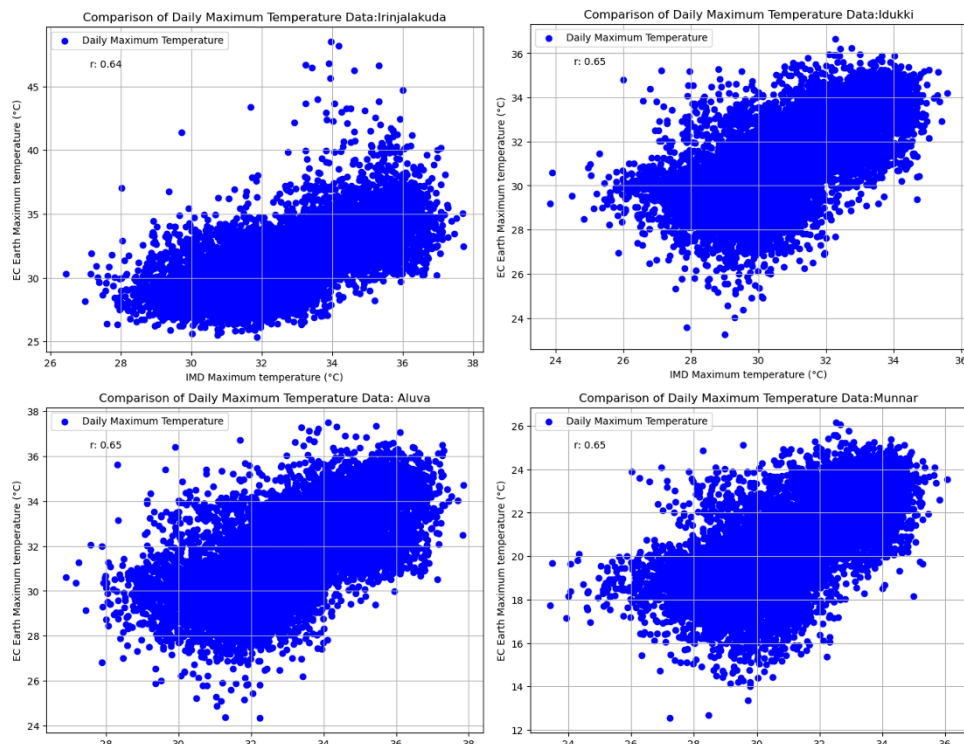 Comparison of Daily Maximum Temperature Data:Irinjalakuda
Daily Maximum Temperature
r: 0.64
EC Earth Maximum temperature (°C)
45
40
35
30
25
26 28 30 32 34 36 38
IMD Maximum temperature (°C)
Comparison of Daily Maximum Temperature Data:Idukki
Daily Maximum Temperature
r: 0.65
EC Earth Maximum temperature (°C)
36
34
32
30
28
26
24
24 26 28 30 32 34 36
IMD Maximum temperature (°C)
Comparison of Daily Maximum Temperature Data: Aluva
Daily Maximum Temperature
r: 0.65
EC Earth Maximum temperature (°C)
38
36
34
32
30
28
26
24
28 30 32 34 36 38
Comparison of Daily Maximum Temperature Data:Munnar
Daily Maximum Temperature
r: 0.65
EC Earth Maximum temperature (°C)
26
24
22
20
18
16
14
12
24 26 28 30 32 34 36